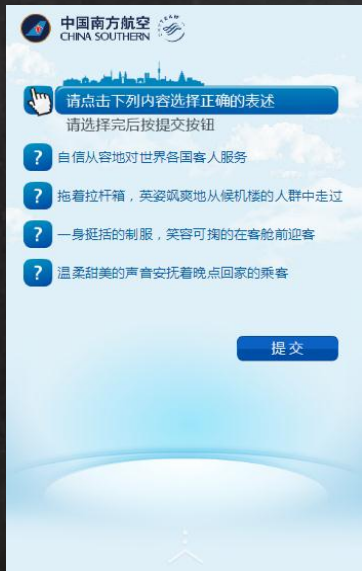 中国南方航空
CHINA SOUTHERN
请点击下列内容选择正确的表述
请选择完后按提交按钮
? 自信从容地对世界各国客人服务
? 拖着拉杆箱，英姿飒爽地从候机楼的人群中走过
? 一身挺括的制服，笑容可掬的在客舱前迎客
? 温柔甜美的声音安抚着晚点回家的乘客
提交